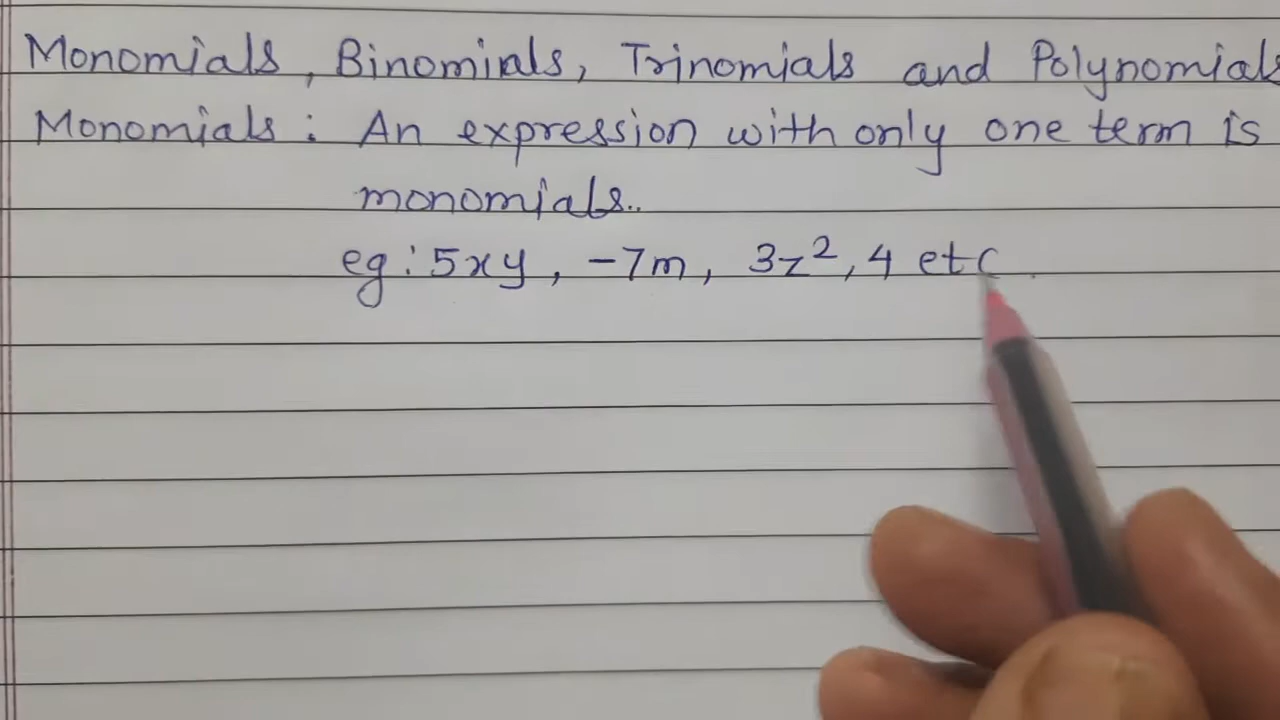 Monomials, Binomials, Trinomials and Polynomials
Monomials: An expression with only one term is
monomials..
eg: 5xy, -7m, 3z², 4 etc